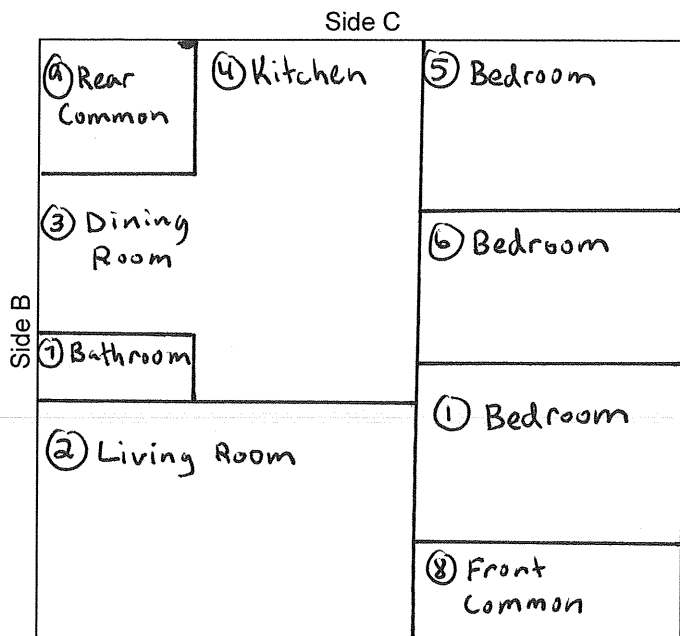 Side C
9 Rear
Common
4 Kitchen
5 Bedroom
3 Dining
Room
6 Bedroom
Side B
7 Bathroom
1 Bedroom
2 Living Room
8 Front
Common